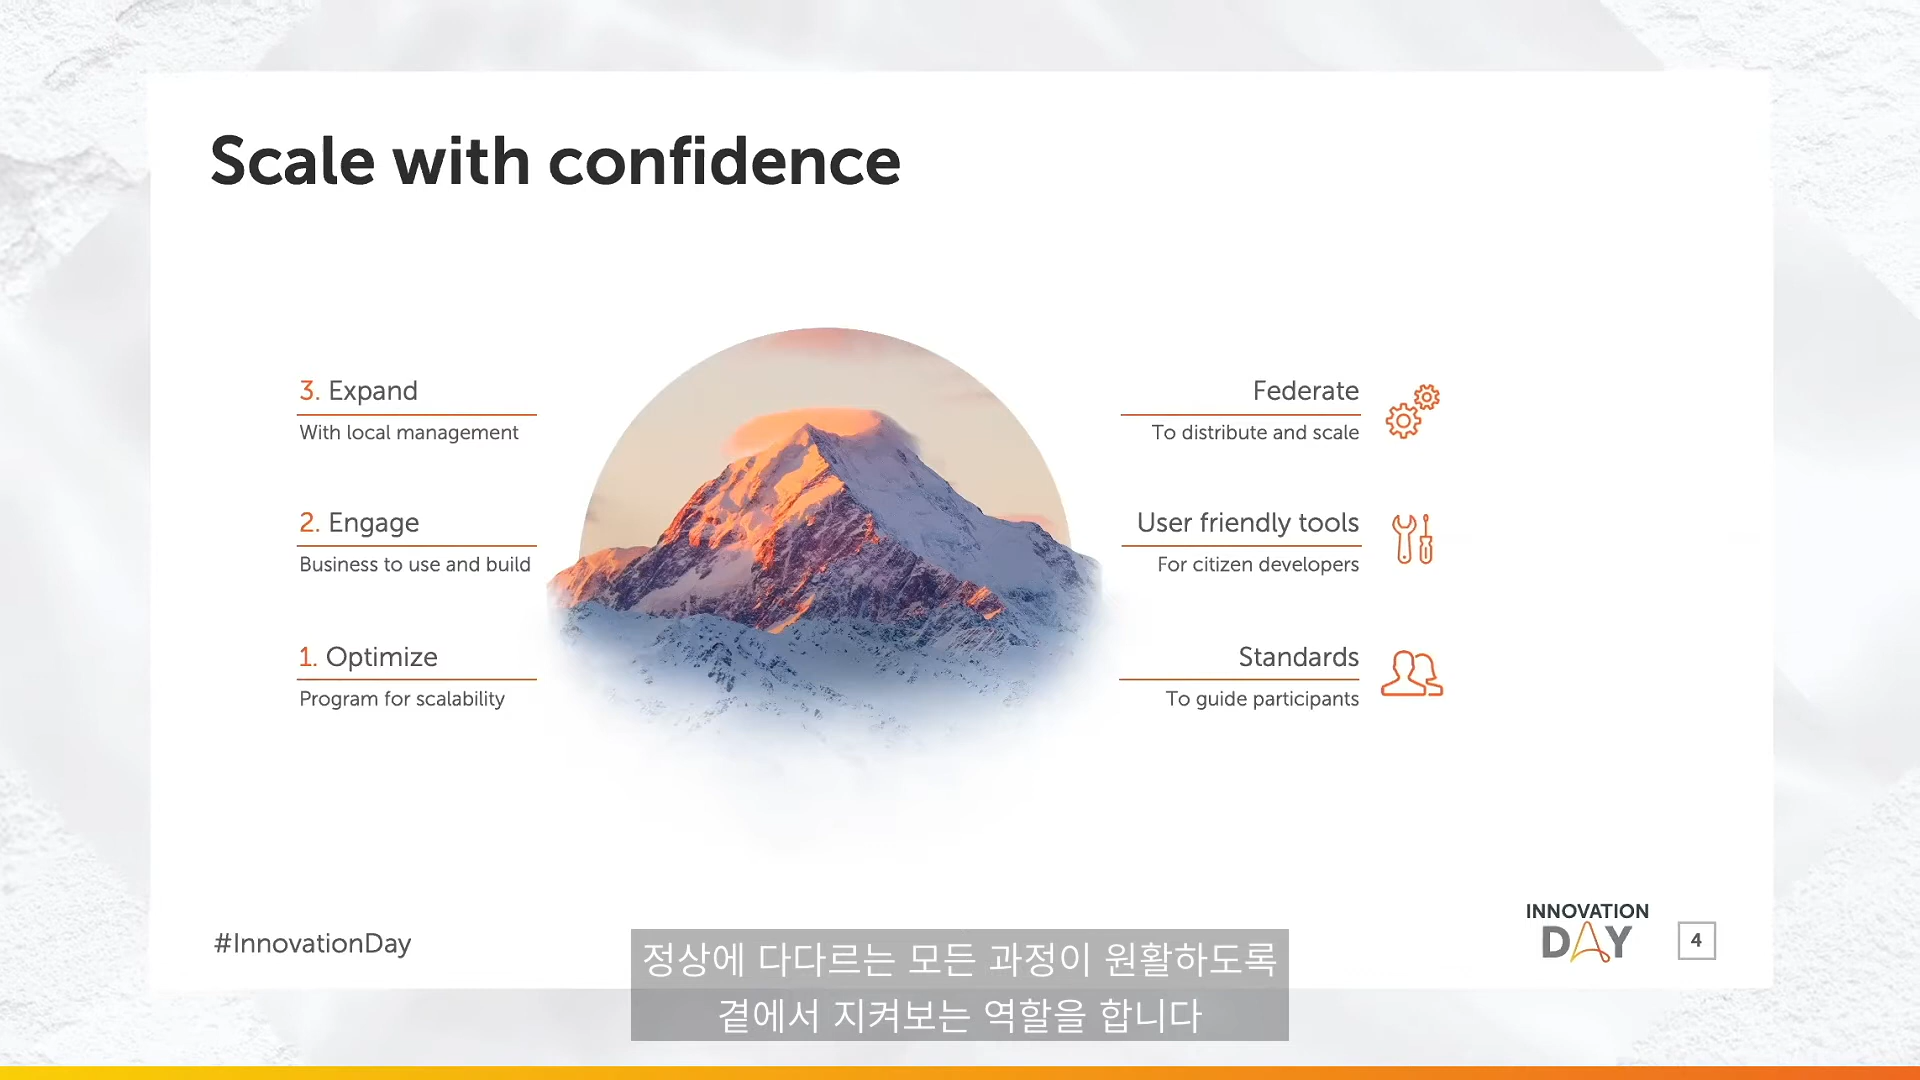 Scale with confidence
3. Expand
With local management
2. Engage
Business to use and build
1. Optimize
Program for scalability
Federate
To distribute and scale
User friendly tools
For citizen developers
Standards
To guide participants
#InnovationDay
INNOVATION
DAY
4
정상에 다다르는 모든 과정이 원활하도록
곁에서 지켜보는 역할을 합니다